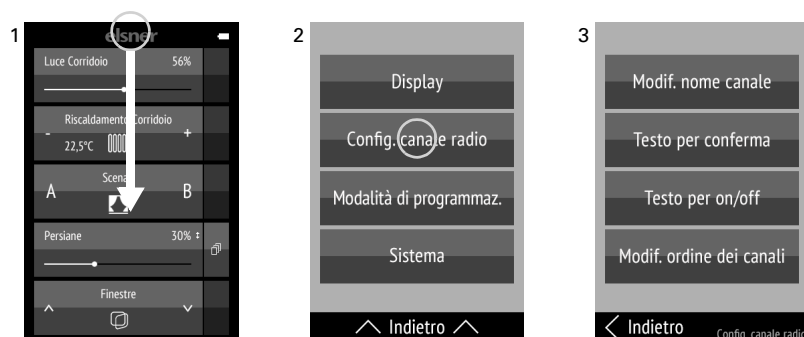 1
elsner
Luce Corridoio 56%
Riscaldamento Corridoio
- 22,5°C +
Scena
A B
Persiane 30%
Finestre
2
Display
Config. canale radio
Modalità di programmaz.
Sistema
Indietro
3
Modif. nome canale
Testo per conferma
Testo per on/off
Modif. ordine dei canali
Indietro Config. canale radio